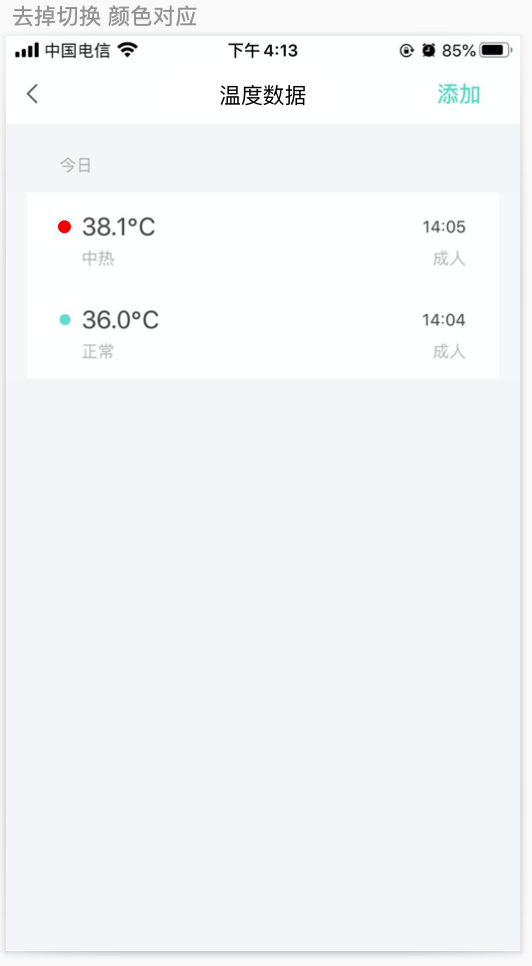 去掉切换 颜色对应
中国电信 下午4:13 85%
温度数据 添加
今日
38.1°C 14:05
中热 成人
36.0°C 14:04
正常 成人